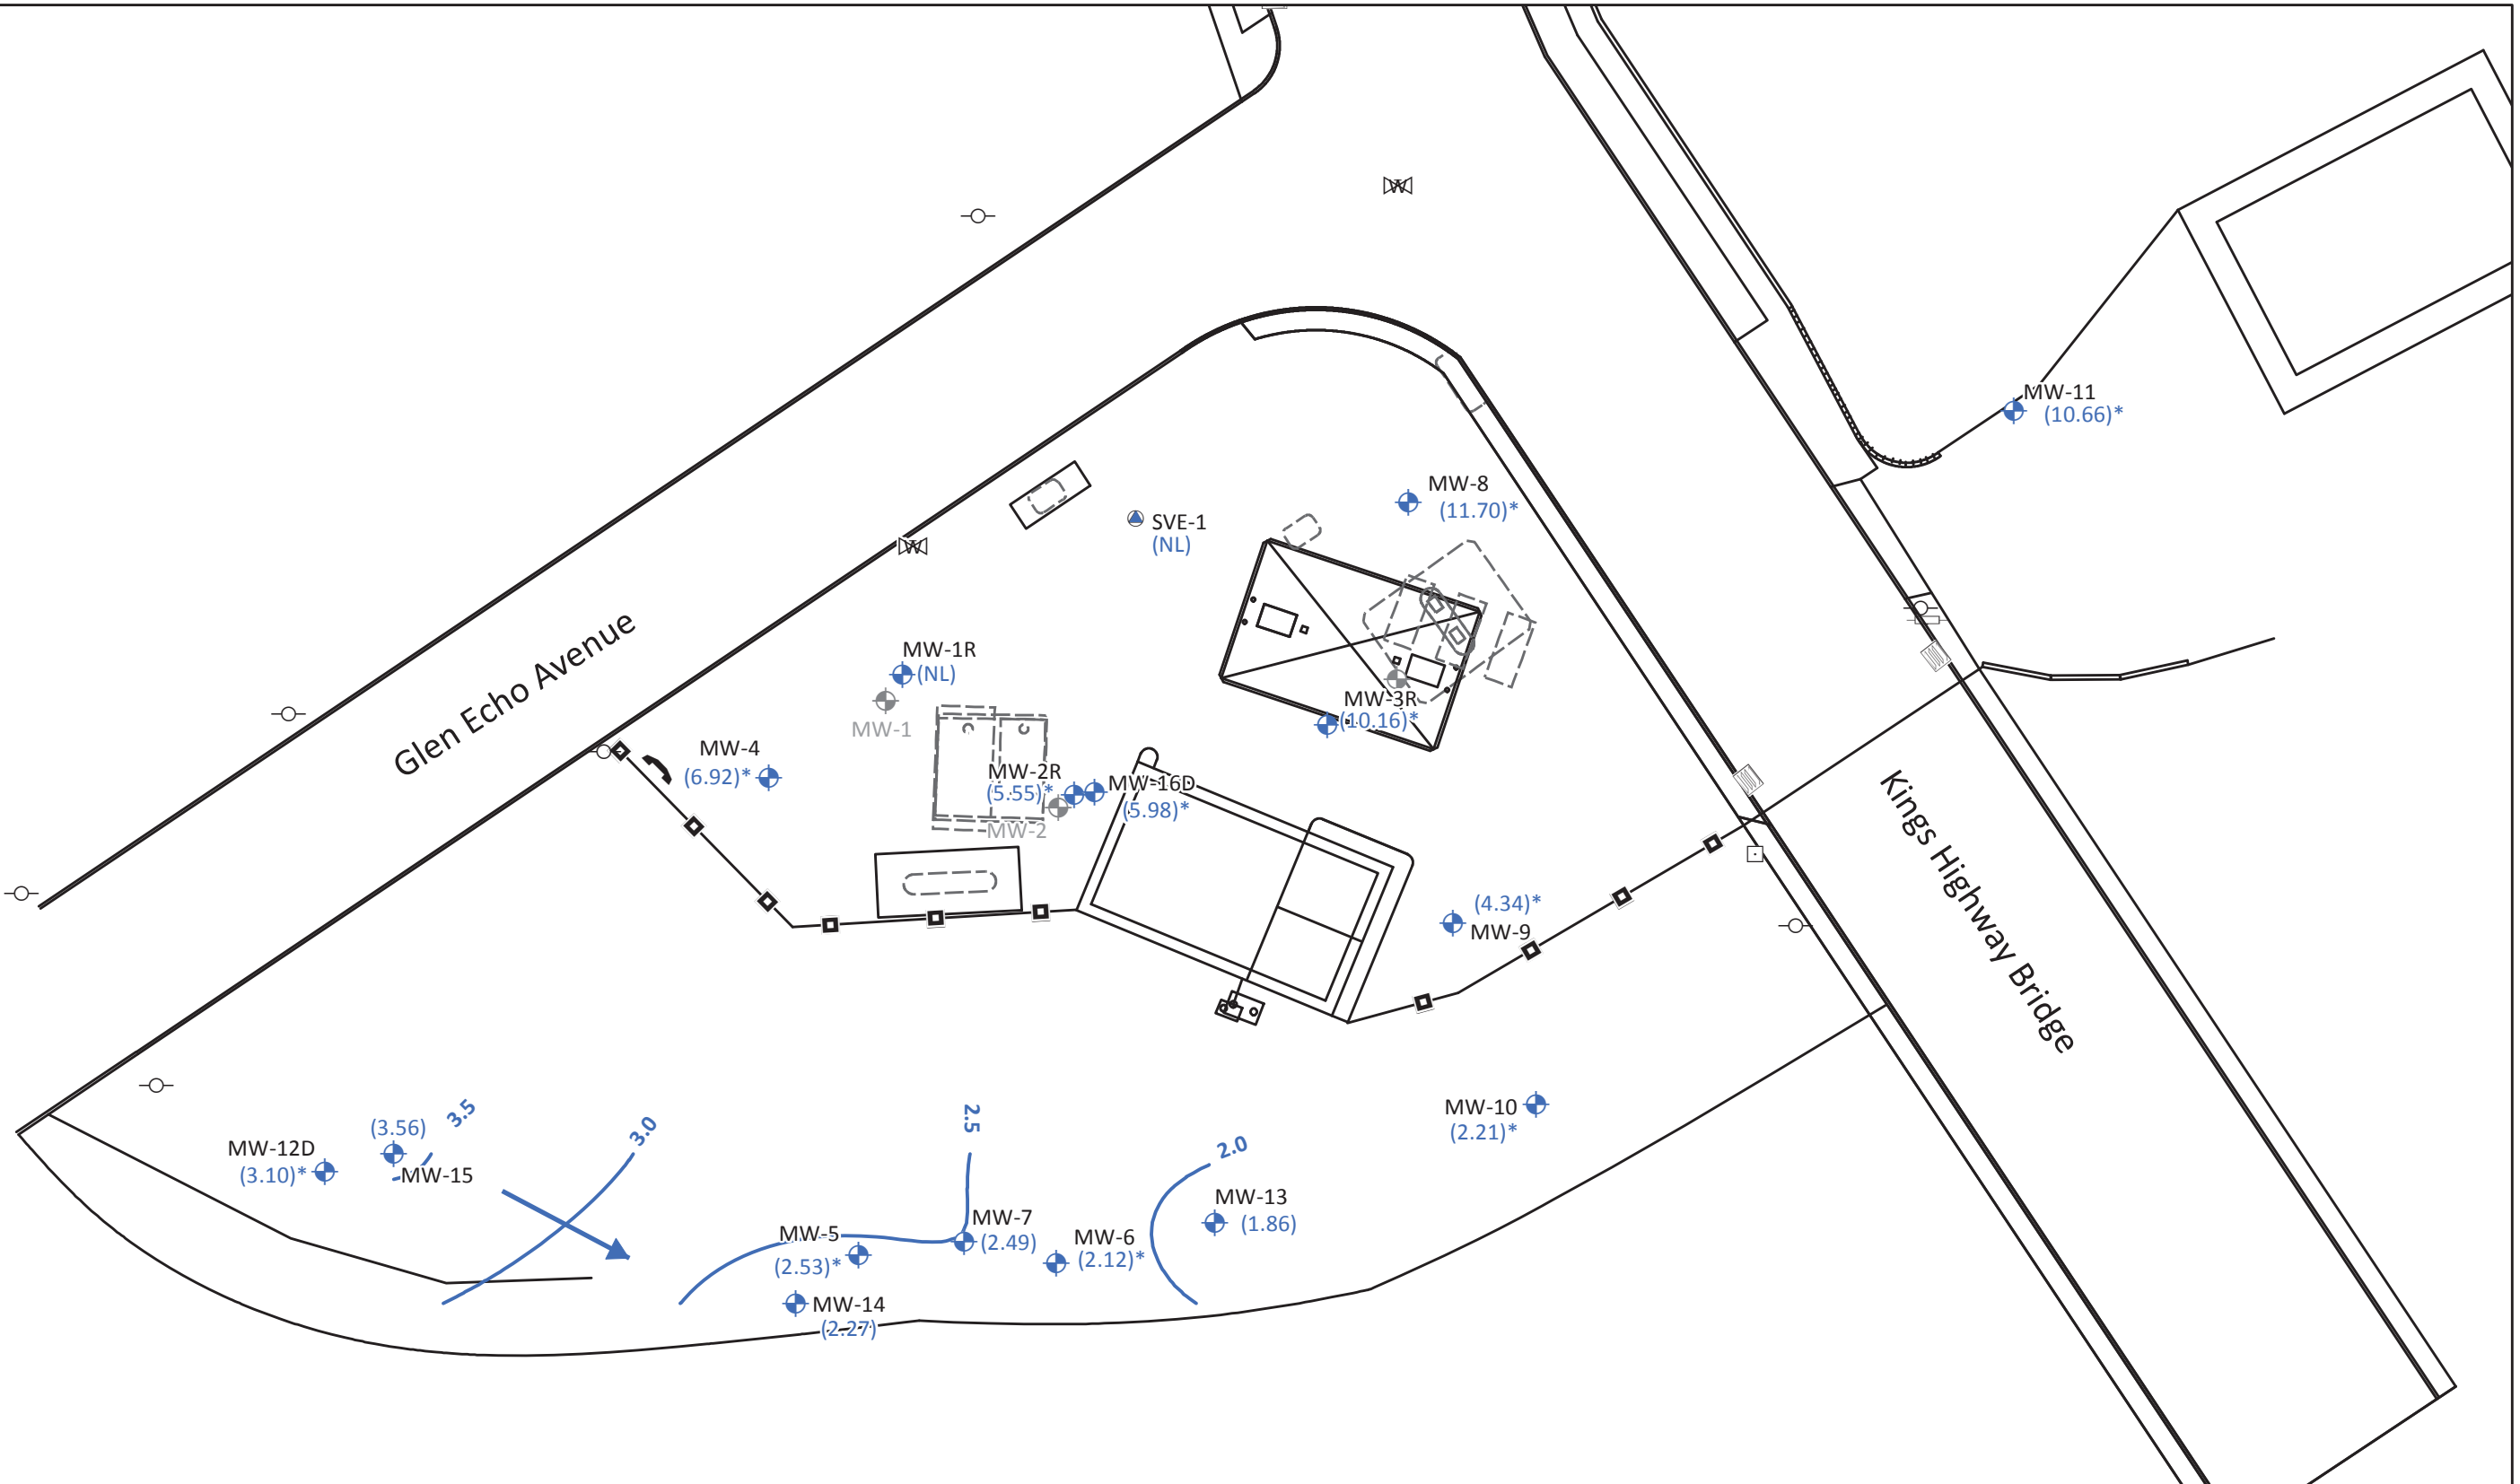 W
MW-11
(10.66)*
MW-8
(11.70)*
SVE-1
(NL)
W
Glen Echo Avenue
MW-1R
(NL)
MW-1
MW-3R
(10.16)*
MW-4
(6.92)*
MW-2R
(5.55)*
MW-16D
(5.98)*
MW-2
Kings Highway Bridge
(4.34)*
MW-9
3.5
3.0
2.5
2.0
MW-10
(2.21)*
(3.56)
MW-12D
(3.10)*
MW-15
MW-13
(1.86)
MW-5
(2.53)*
MW-7
(2.49)
MW-6
(2.12)*
MW-14
(2.27)